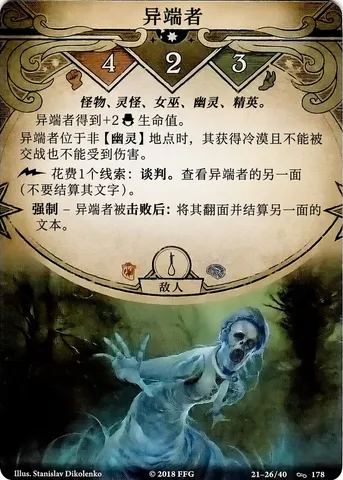 异端者
4 2 3
怪物、灵怪、女巫、幽灵、精英。
异端者得到+2生命值。
异端者位于非【幽灵】地点时，其获得冷漠且不能被
交战也不能受到伤害。
花费1个线索：谈判。查看异端者的另一面
（不要结算其文字）。
强制 – 异端者被击败后：将其翻面并结算另一面的
文本。
敌人
Illus. Stanislav Dikolenko © 2018 FFG 21-26/40 178